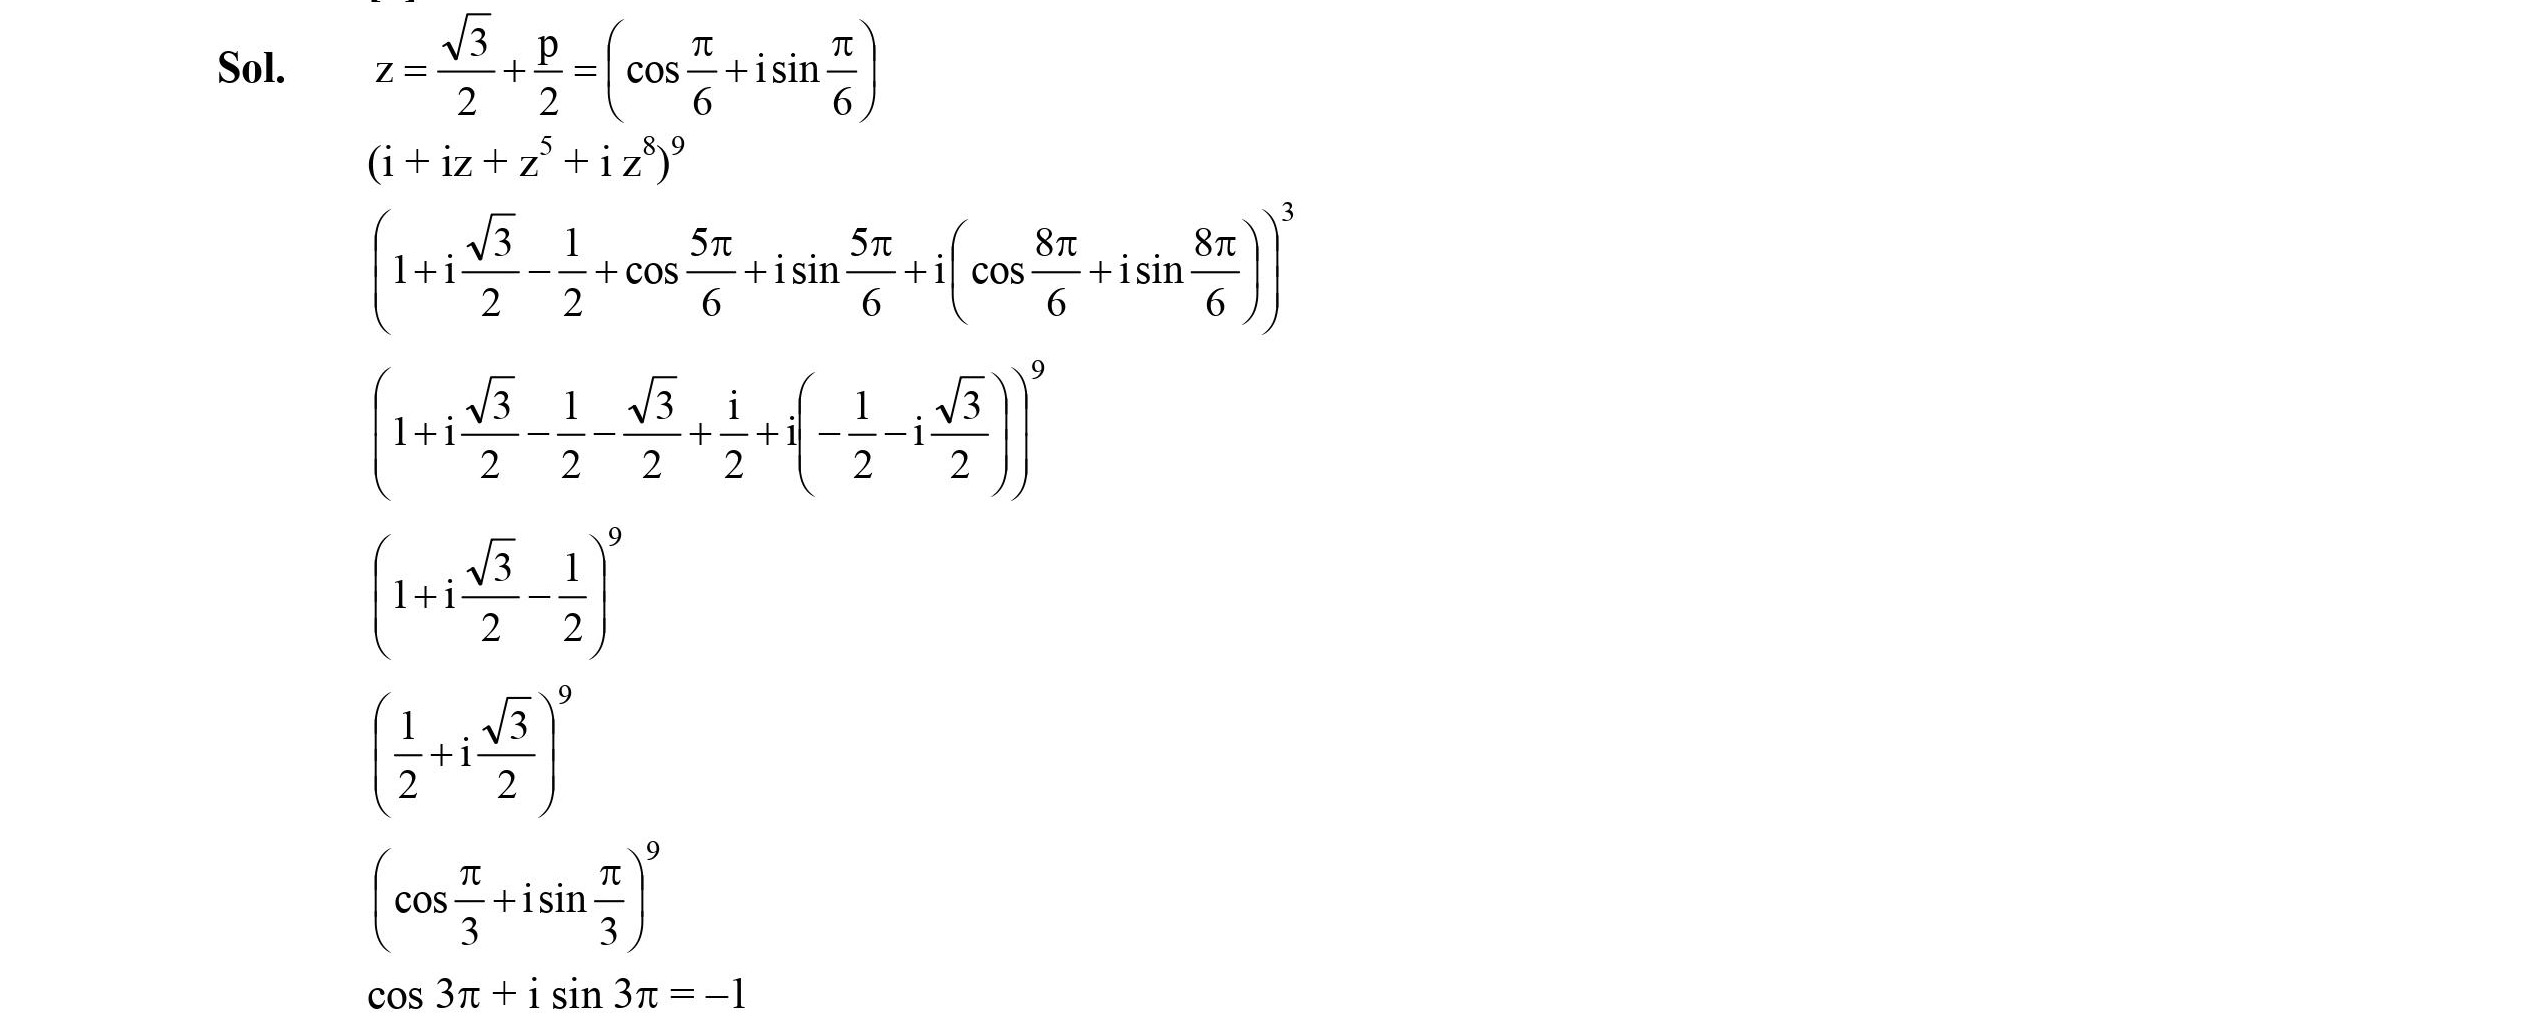 Sol. z = √3/2 + p/2 = (cos π/6 + i sin π/6)
(i + iz + z⁵ + i z⁸)⁹
(1 + i √3/2 − 1/2 + cos 5π/6 + i sin 5π/6 + i(cos 8π/6 + i sin 8π/6))³
(1 + i √3/2 − 1/2 − √3/2 + i/2 + i(−1/2 − i √3/2))⁹
(1 + i √3/2 − 1/2)⁹
(1/2 + i √3/2)⁹
(cos π/3 + i sin π/3)⁹
cos 3π + i sin 3π = –1